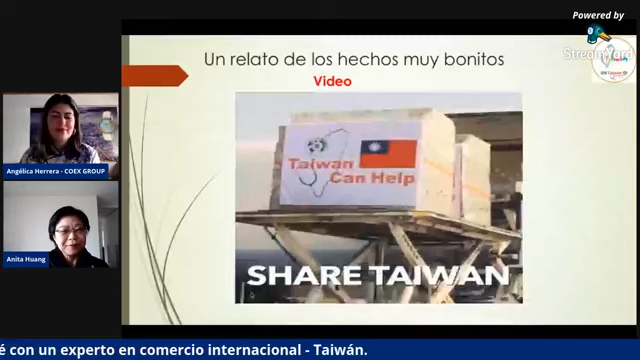 Powered by
StreamYard
Un relato de los hechos muy bonitos
Video
Taiwan
Can Help
SHARE TAIWAN
Angélica Herrera - COEX GROUP
Anita Huang
é con un experto en comercio internacional - Taiwán.